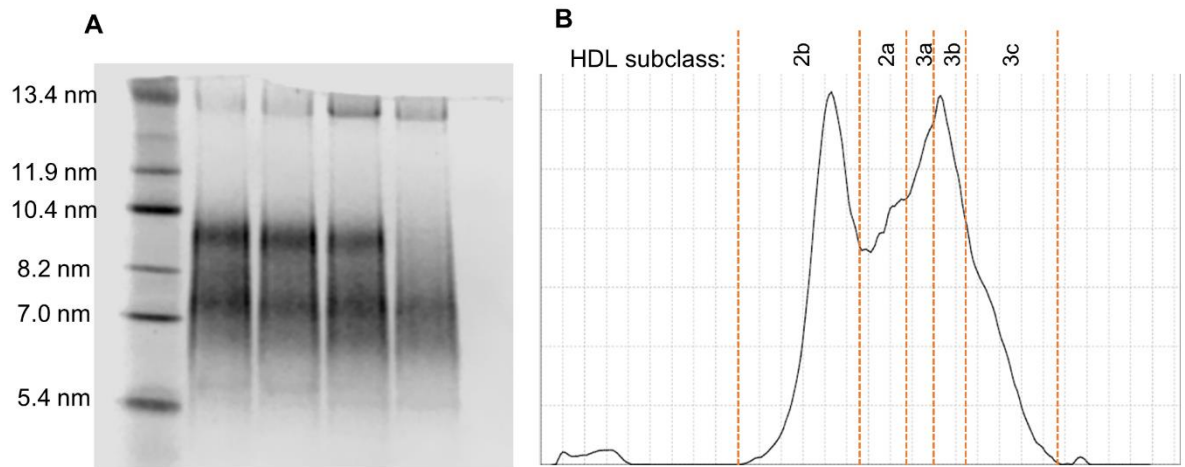 A
13.4 nm
11.9 nm
10.4 nm
8.2 nm
7.0 nm
5.4 nm
B
HDL subclass: 2b 2a 3a 3b 3c